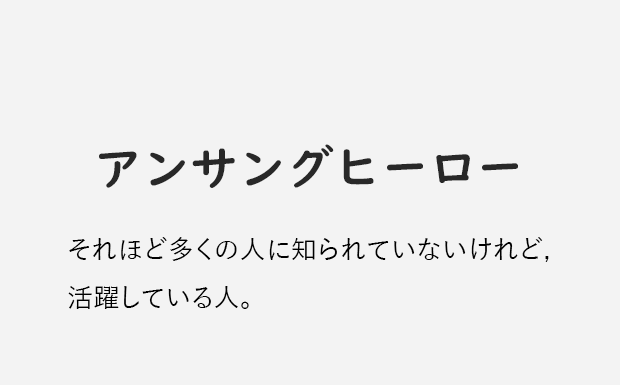 アンサングヒーロー
それほど多くの人に知られていないけれど,
活躍している人。